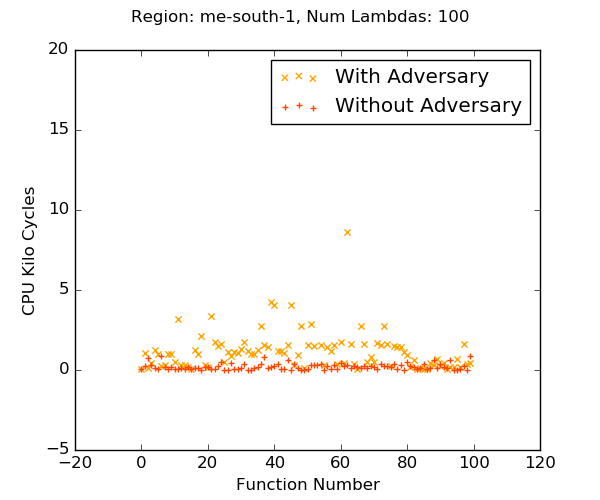 Region: me-south-1, Num Lambdas: 100
20
15
10
5
0
−5
CPU Kilo Cycles
With Adversary
Without Adversary
−20 0 20 40 60 80 100 120
Function Number